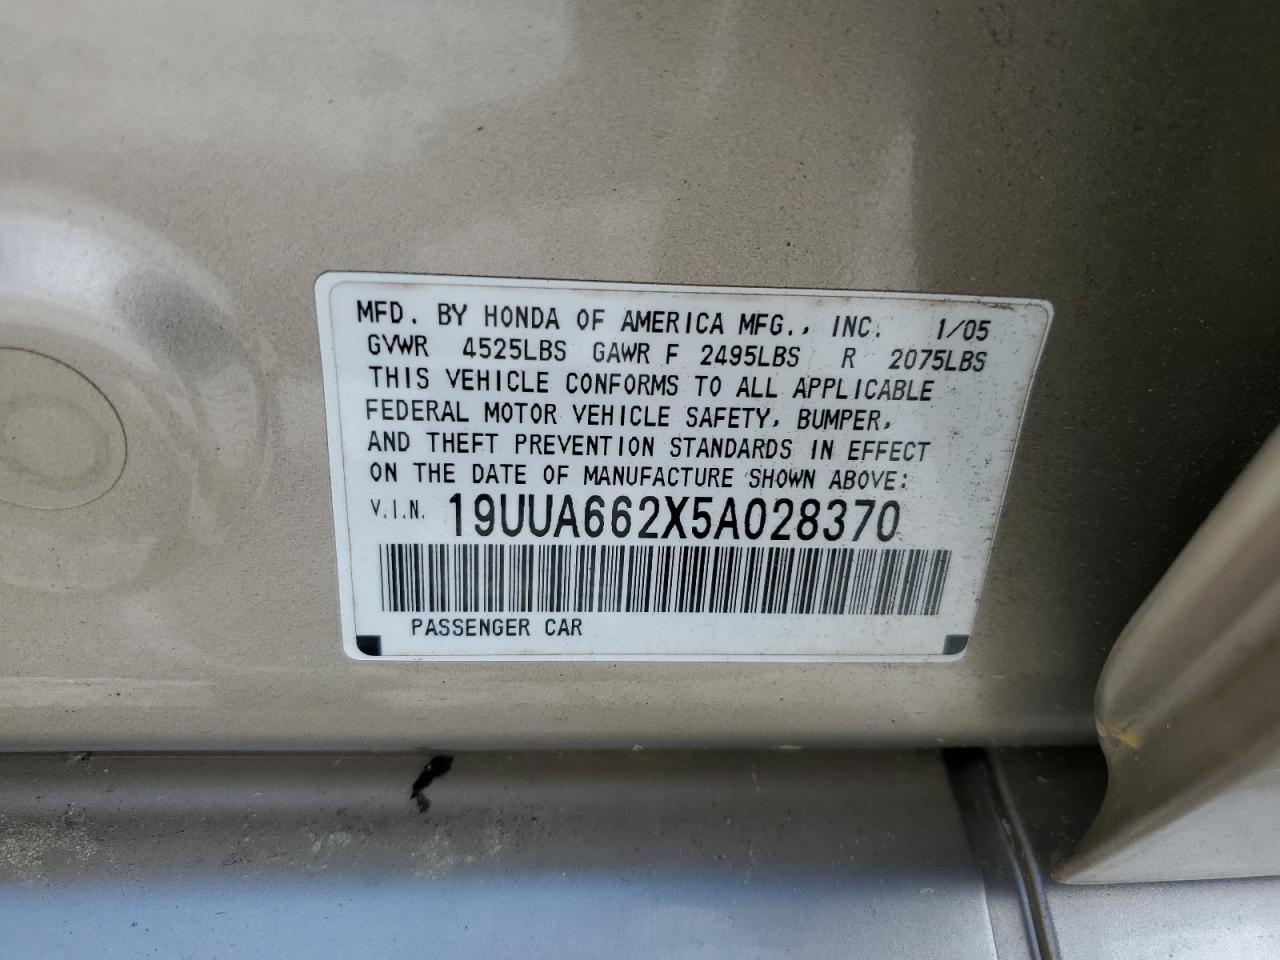 MFD. BY HONDA OF AMERICA MFG., INC. 1/05
GVWR 4525LBS GAWR F 2495LBS R 2075LBS
THIS VEHICLE CONFORMS TO ALL APPLICABLE
FEDERAL MOTOR VEHICLE SAFETY, BUMPER,
AND THEFT PREVENTION STANDARDS IN EFFECT
ON THE DATE OF MANUFACTURE SHOWN ABOVE:
V.I.N. 19UUA662X5A028370
PASSENGER CAR